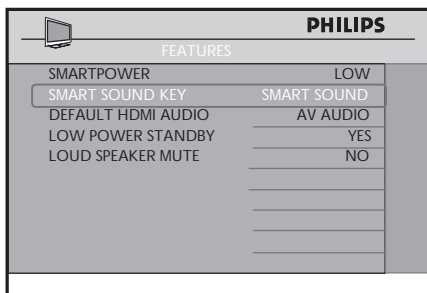 PHILIPS
FEATURES
SMARTPOWER LOW
SMART SOUND KEY SMART SOUND
DEFAULT HDMI AUDIO AV AUDIO
LOW POWER STANDBY YES
LOUD SPEAKER MUTE NO